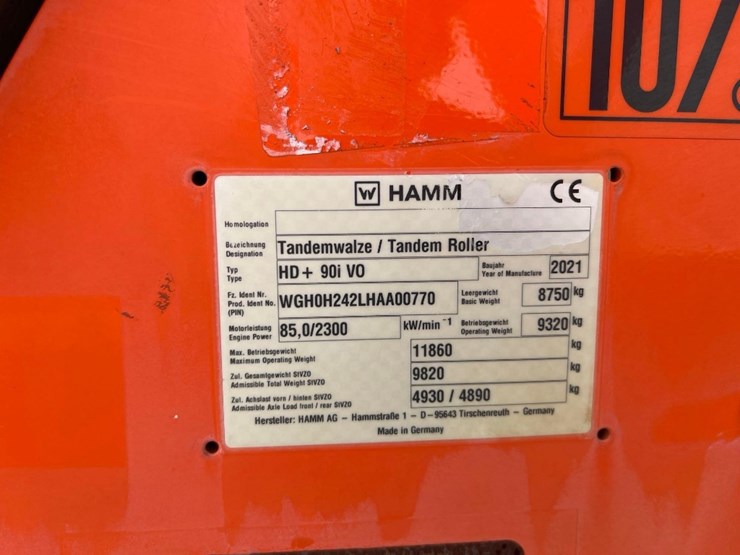 107
HAMM CE
Homologation
Bezeichnung
Designation Tandemwalze / Tandem Roller
Typ
Type HD+ 90i VO Baujahr
Year of Manufacture 2021
Fz. Ident Nr.
Prod. Ident No.
(PIN) WGH0H242LHAA00770 Leergewicht
Basic Weight 8750 kg
Motorleistung
Engine Power 85,0/2300 kW/min⁻¹ Betriebsgewicht
Operating Weight 9320 kg
Max. Betriebsgewicht
Maximum Operating Weight 11860 kg
Zul. Gesamtgewicht StVZO
Admissible Total Weight StVZO 9820 kg
Zul. Achslast vorn / hinten StVZO
Admissible Axle Load front / rear StVZO 4930 / 4890 kg
Hersteller: HAMM AG - Hammstraße 1 - D-95643 Tirschenreuth - Germany
Made in Germany